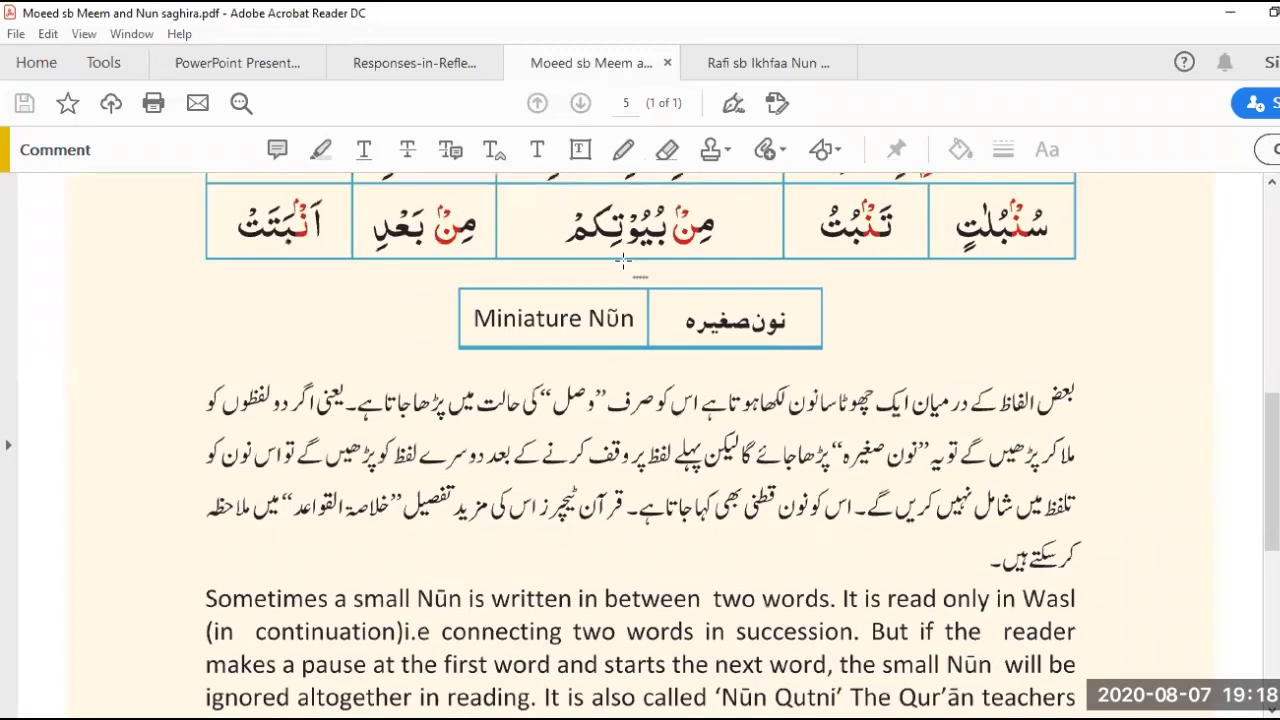 Moeed sb Meem and Nun saghira.pdf - Adobe Acrobat Reader DC
File Edit View Window Help
Home Tools PowerPoint Present... Responses-in-Refle... Moeed sb Meem a... × Rafi sb Ikhfaa Nun ... Si
5 (1 of 1)
Comment
سُنْۢبُلٰتٍ تَنْۢبُتُ مِنْۢ بُيُوْتِكُمْ مِنْۢ بَعْدِ اَنْۢبَتَتْ
Miniature Nũn نون صغیرہ
بعض الفاظ کے درمیان ایک چھوٹا سا نون لکھا ہوتا ہے اس کو صرف “وصل” کی حالت میں پڑھا جاتا ہے۔ یعنی اگر دو لفظوں کو
ملا کر پڑھیں گے تو یہ “نون صغیرہ” پڑھا جائے گا لیکن پہلے لفظ پر وقف کرنے کے بعد دوسرے لفظ کو پڑھیں گے تو اس نون کو
تلفظ میں شامل نہیں کریں گے۔ اس کو نون قطنی بھی کہا جاتا ہے۔ قرآن ٹیچرز اس کی مزید تفصیل “خلاصۃ القواعد” میں ملاحظہ
کر سکتے ہیں۔
Sometimes a small Nūn is written in between two words. It is read only in Wasl
(in continuation)i.e connecting two words in succession. But if the reader
makes a pause at the first word and starts the next word, the small Nūn will be
ignored altogether in reading. It is also called ‘Nūn Qutni’ The Qur’ān teachers
2020-08-07 19:18